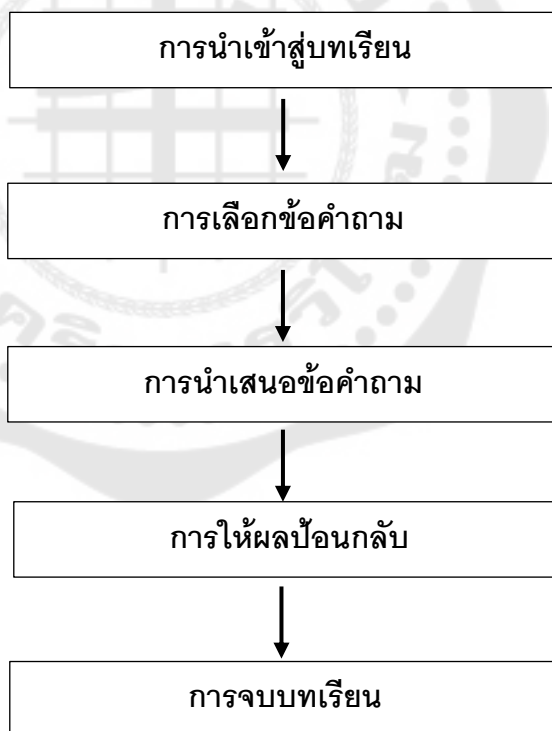 การนำเข้าสู่บทเรียน
การเลือกข้อคำถาม
การนำเสนอข้อคำถาม
การให้ผลป้อนกลับ
การจบบทเรียน